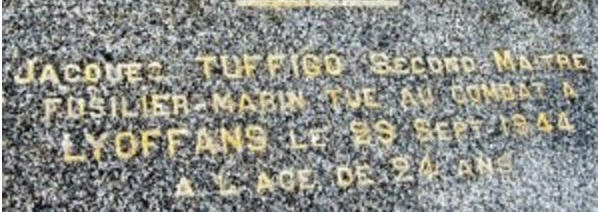 JACQUES TUFFIGO SECOND-MAITRE
FUSILIER-MARIN TUE AU COMBAT A
LYOFFANS LE 29 SEPT 1944
A L AGE DE 24 ANS